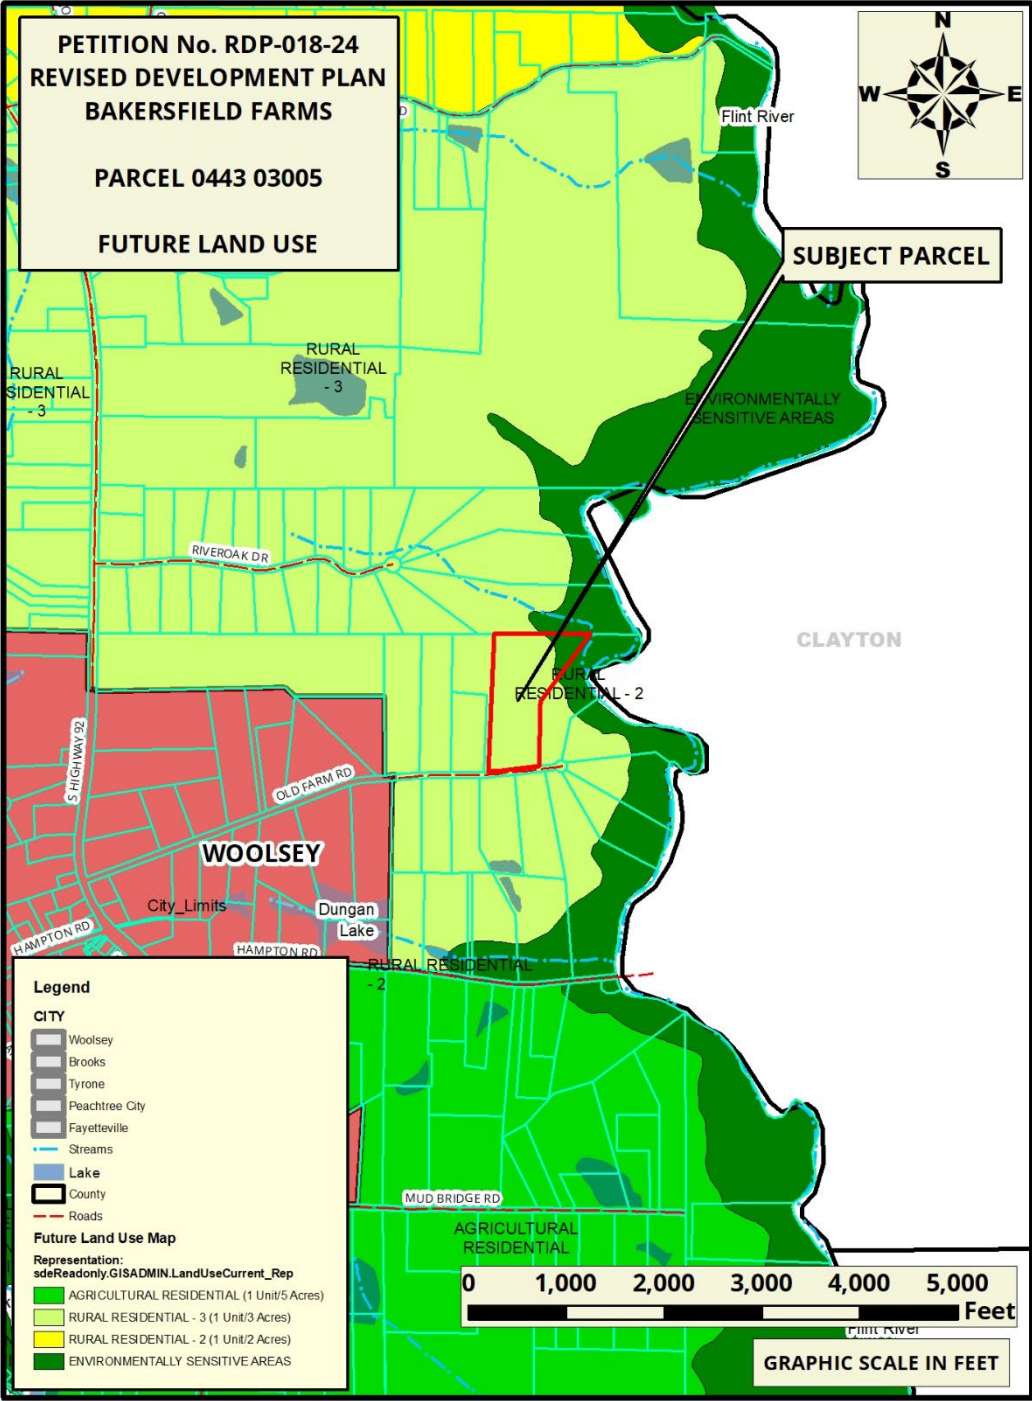 PETITION No. RDP-018-24
REVISED DEVELOPMENT PLAN
BAKERSFIELD FARMS
PARCEL 0443 03005
FUTURE LAND USE
N
W
E
S
D
Flint River
SUBJECT PARCEL
RURAL
RESIDENTIAL
- 3
RURAL
SIDENTIAL
- 3
ENVIRONMENTALLY
SENSITIVE AREAS
RIVEROAK DR
CLAYTON
RURAL
RESIDENTIAL - 2
S HIGHWAY 92
OLD FARM RD
WOOLSEY
City_Limits
Dungan
Lake
HAMPTON RD
HAMPTON RD
RURAL RESIDENTIAL
- 2
MUD BRIDGE RD
AGRICULTURAL
RESIDENTIAL
Legend
CITY
Woolsey
Brooks
Tyrone
Peachtree City
Fayetteville
Streams
Lake
County
Roads
Future Land Use Map
Representation:
sdeReadonly.GISADMIN.LandUseCurrent_Rep
AGRICULTURAL RESIDENTIAL (1 Unit/5 Acres)
RURAL RESIDENTIAL - 3 (1 Unit/3 Acres)
RURAL RESIDENTIAL - 2 (1 Unit/2 Acres)
ENVIRONMENTALLY SENSITIVE AREAS
0 1,000 2,000 3,000 4,000 5,000
Feet
Flint River
GRAPHIC SCALE IN FEET